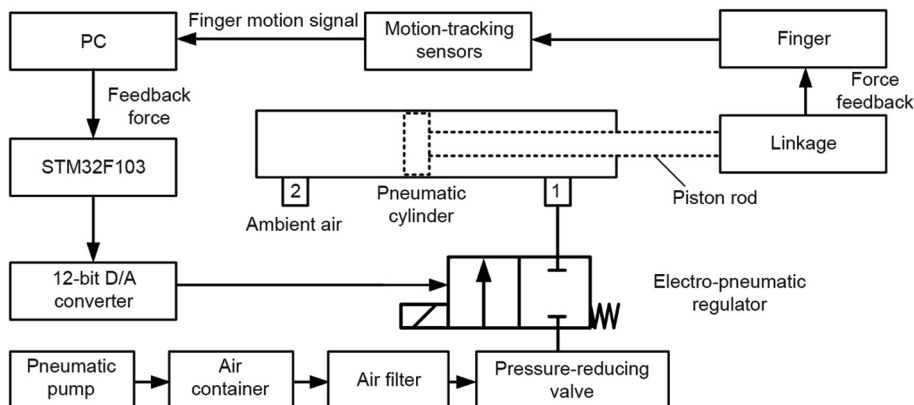 PC
Finger motion signal
Motion-tracking
sensors
Finger
Feedback
force
Force
feedback
STM32F103
Linkage
2
Ambient air
Pneumatic
cylinder
1
Piston rod
12-bit D/A
converter
Electro-pneumatic
regulator
Pneumatic
pump
Air
container
Air filter
Pressure-reducing
valve